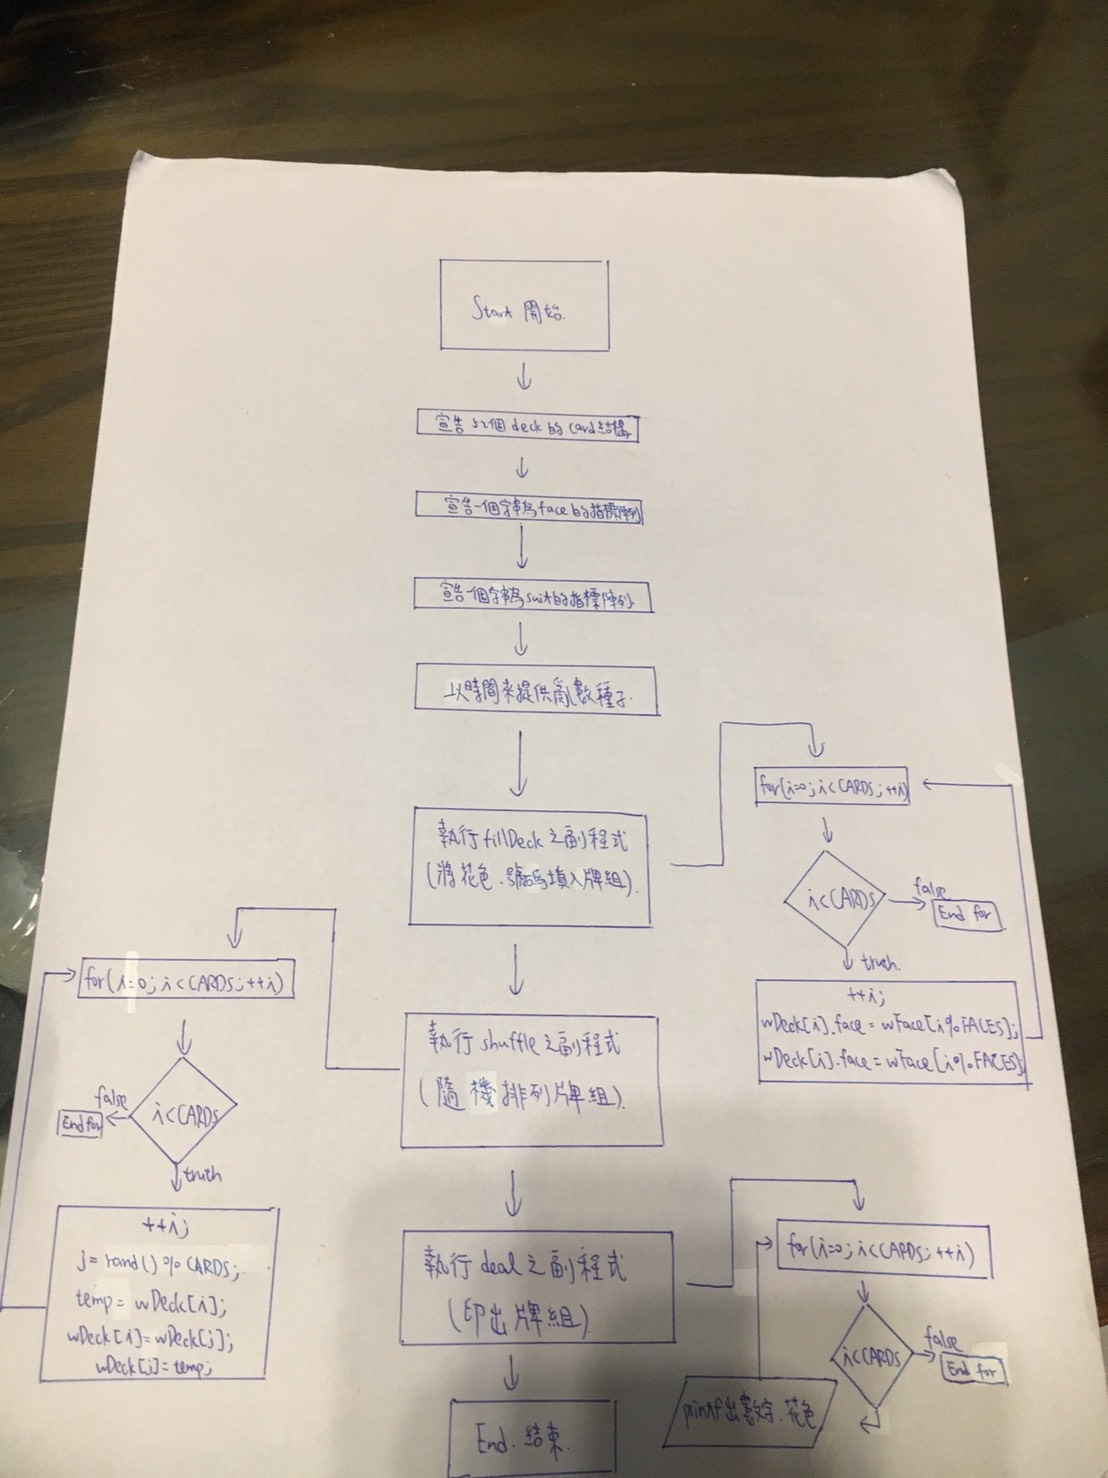 Start 開始.
宣告52個deck的card結構
宣告一個字串為face的指標陣列
宣告一個字串為suit的指標陣列
以時間來提供亂數種子.
執行fillDeck之副程式
(將花色、號碼填入牌組).
for(i=0;i<CARDS;++i)
i<CARDS
false
End for
truth.
++i;
wDeck[i].face = wFace[i%FACES];
wDeck[i].face = wFace[i%FACES];
執行shuffle之副程式
(隨機排列牌組).
for(i=0;i<CARDS;++i)
i<CARDS
false
End for
truth
++i;
j=rand()%CARDS;
temp=wDeck[i];
wDeck[i]=wDeck[j];
wDeck[j]=temp;
執行deal之副程式
(印出牌組)
for(i=0;i<CARDS;++i)
i<CARDS
false
End for
printf出數字、花色
End. 結束.